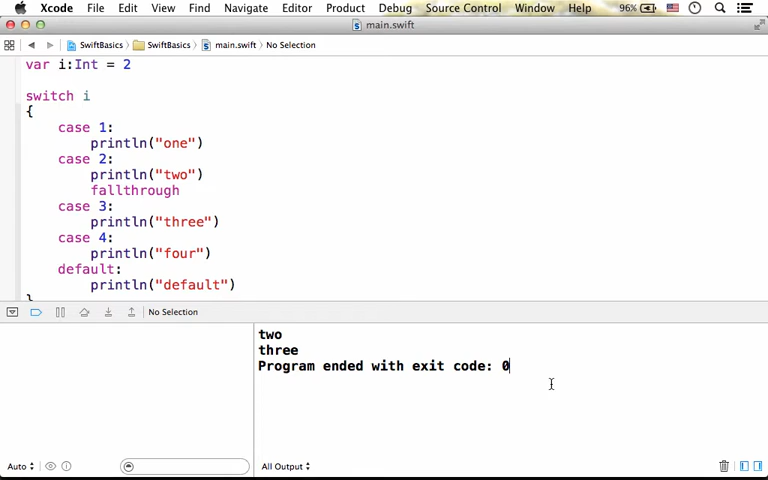 Xcode File Edit View Find Navigate Product Debug Source Control Window Help 96%
main.swift
SwiftBasics SwiftBasics main.swift No Selection
var i:Int = 2
switch i
{
case 1:
println("one")
case 2:
println("two")
fallthrough
case 3:
println("three")
case 4:
println("four")
default:
println("default")
}
No Selection
two
three
Program ended with exit code: 0
Auto
All Output